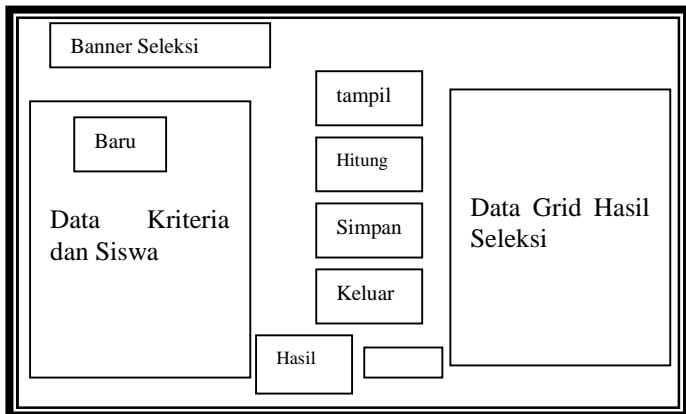 Banner Seleksi
tampil
Baru
Hitung
Data Kriteria
dan Siswa
Data Grid Hasil
Seleksi
Simpan
Keluar
Hasil